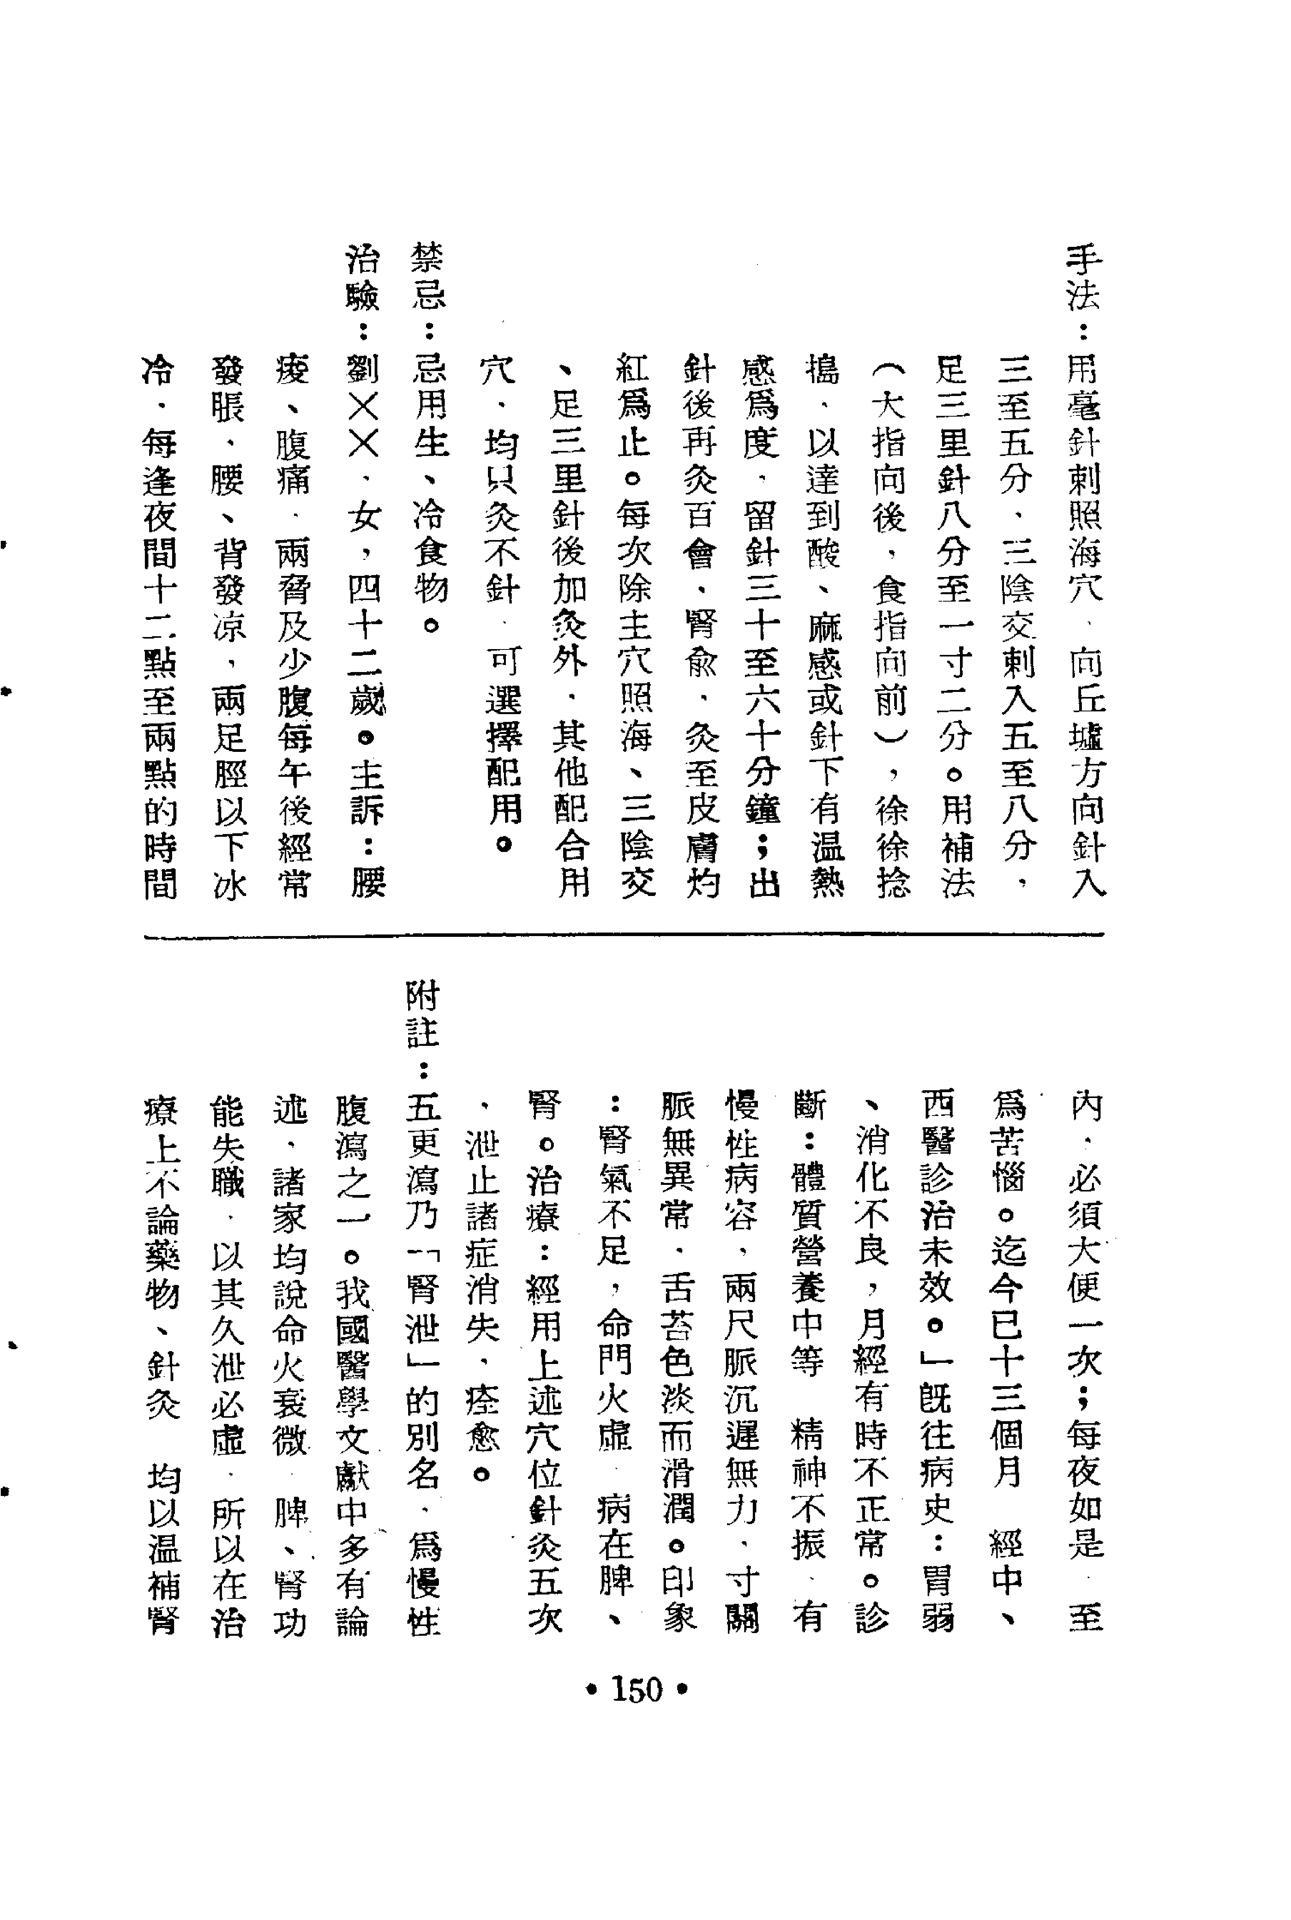 手法：用毫針刺照海穴，向丘墟方向針入
三至五分，三陰交刺入五至八分，
足三里針八分至一寸二分。用補法
（大指向後，食指向前），徐徐捻
搗，以達到酸、麻感或針下有温熱
感爲度，留針三十至六十分鐘；出
針後再灸百會、腎兪，灸至皮膚灼
紅爲止。每次除主穴照海、三陰交
、足三里針後加灸外，其他配合用
穴，均只灸不針，可選擇配用。
禁忌：忌用生、冷食物。
治驗：劉××，女，四十二歲。主訴：腰
痠、腹痛，兩脅及少腹每午後經常
發脹，腰、背發凉，兩足脛以下冰
冷，每逢夜間十二點至兩點的時間
內，必須大便一次；每夜如是，至
爲苦惱。迄今已十三個月，經中、
西醫診治未效。」旣往病史：胃弱
、消化不良，月經有時不正常。診
斷：體質營養中等，精神不振，有
慢性病容，兩尺脈沉遲無力，寸關
脈無異常，舌苔色淡而滑潤。印象
：腎氣不足，命門火虛，病在脾、
腎。治療：經用上述穴位針灸五次
，泄止諸症消失，痊愈。
附註：五更瀉乃「腎泄」的別名，爲慢性
腹瀉之一。我國醫學文獻中多有論
述，諸家均說命火衰微，脾、腎功
能失職，以其久泄必虛，所以在治
療上不論藥物、針灸，均以温補腎
• 150 •